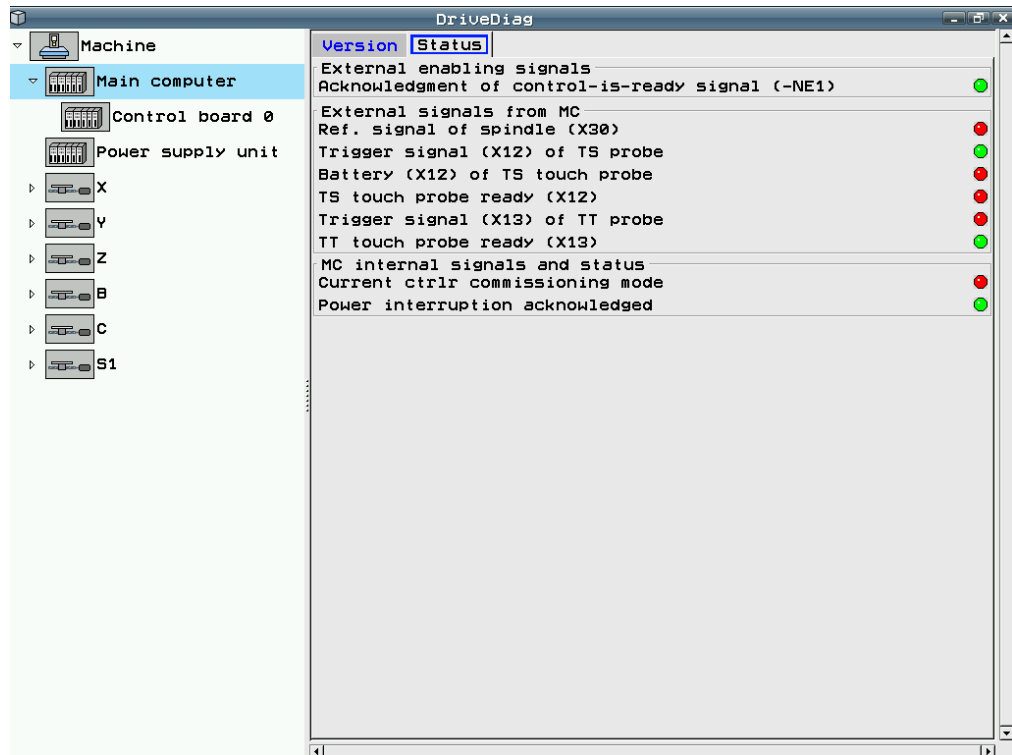 DriveDiag
Machine
Main computer
Control board 0
Power supply unit
X
Y
Z
B
C
S1
Version Status
External enabling signals
Acknowledgment of control-is-ready signal (-NE1)
External signals from MC
Ref. signal of spindle (X30)
Trigger signal (X12) of TS probe
Battery (X12) of TS touch probe
TS touch probe ready (X12)
Trigger signal (X13) of TT probe
TT touch probe ready (X13)
MC internal signals and status
Current ctrlr commissioning mode
Power interruption acknowledged